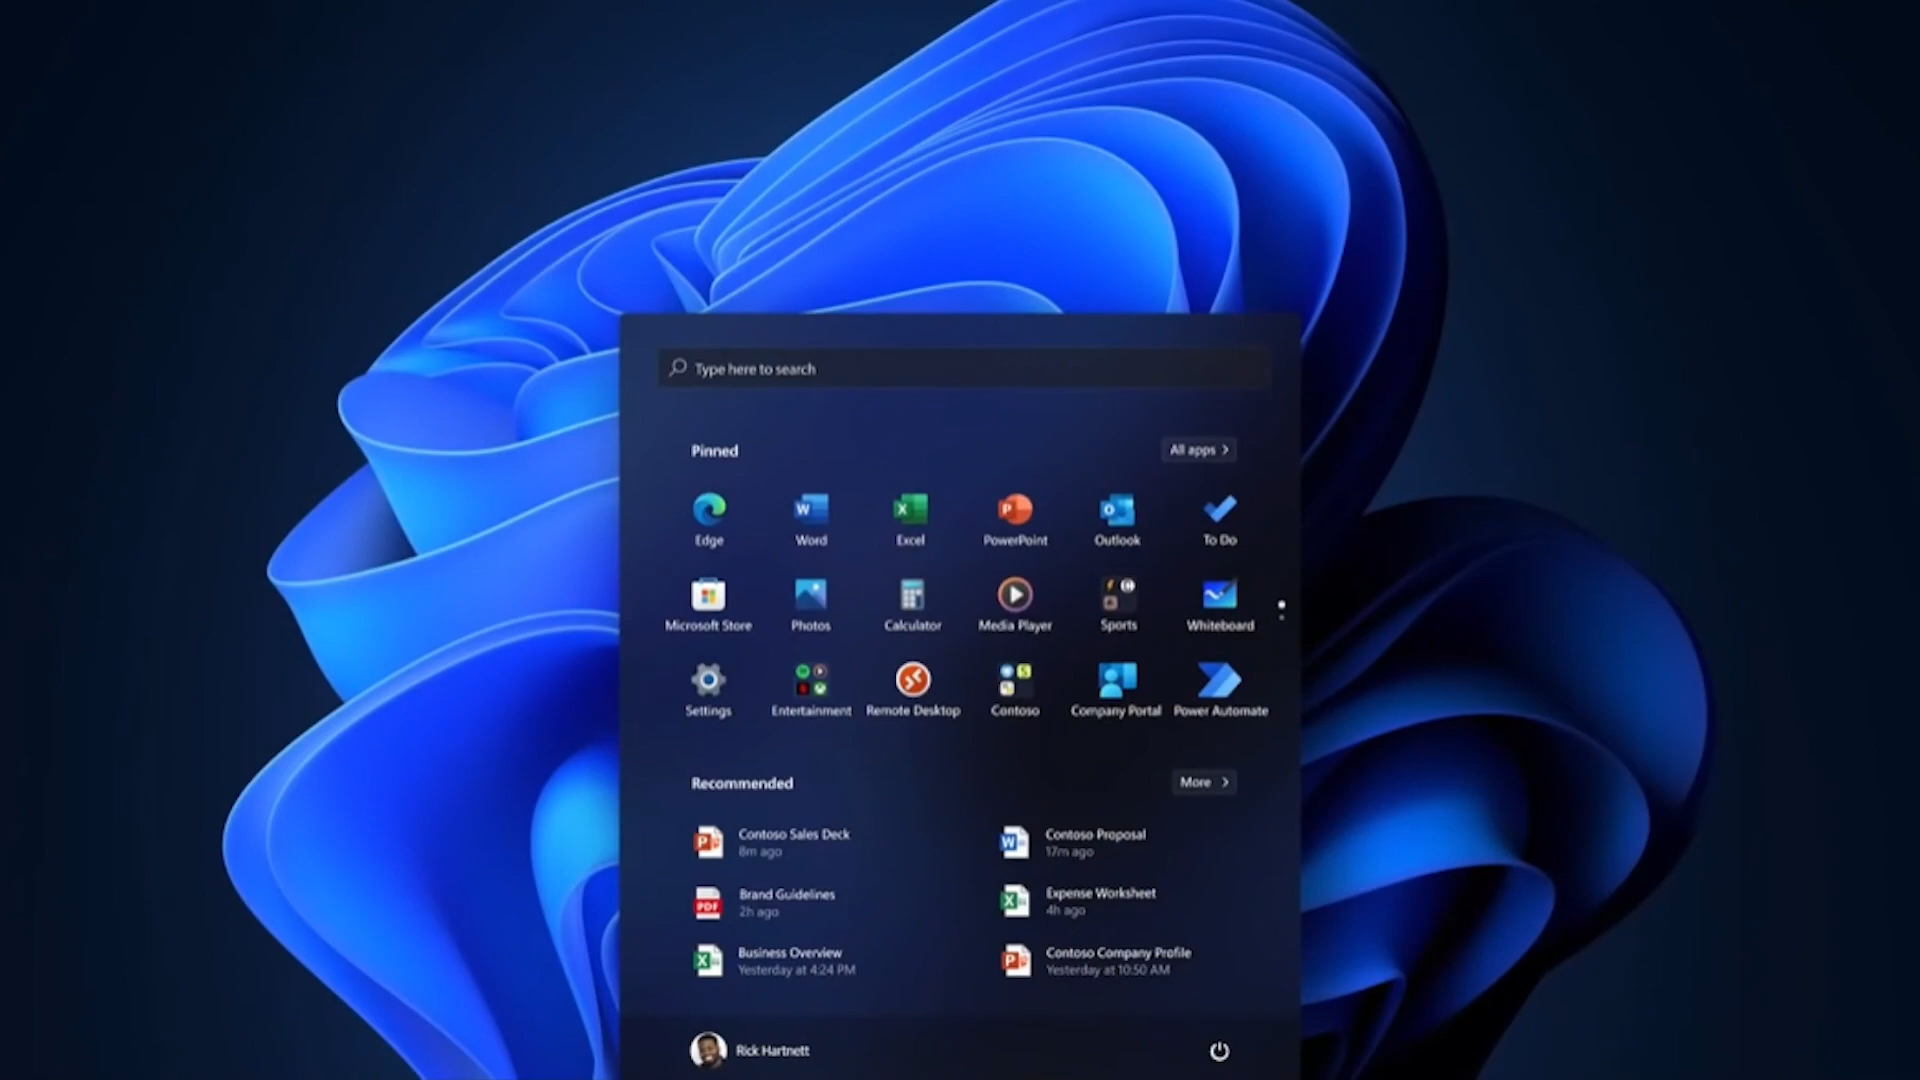 Type here to search
Pinned
All apps
Edge
Word
Excel
PowerPoint
Outlook
To Do
Microsoft Store
Photos
Calculator
Media Player
Sports
Whiteboard
Settings
Entertainment
Remote Desktop
Contoso
Company Portal
Power Automate
Recommended
More
Contoso Sales Deck
8m ago
Contoso Proposal
17m ago
Brand Guidelines
2h ago
Expense Worksheet
4h ago
Business Overview
Yesterday at 4:24 PM
Contoso Company Profile
Yesterday at 10:50 AM
Rick Hartnett